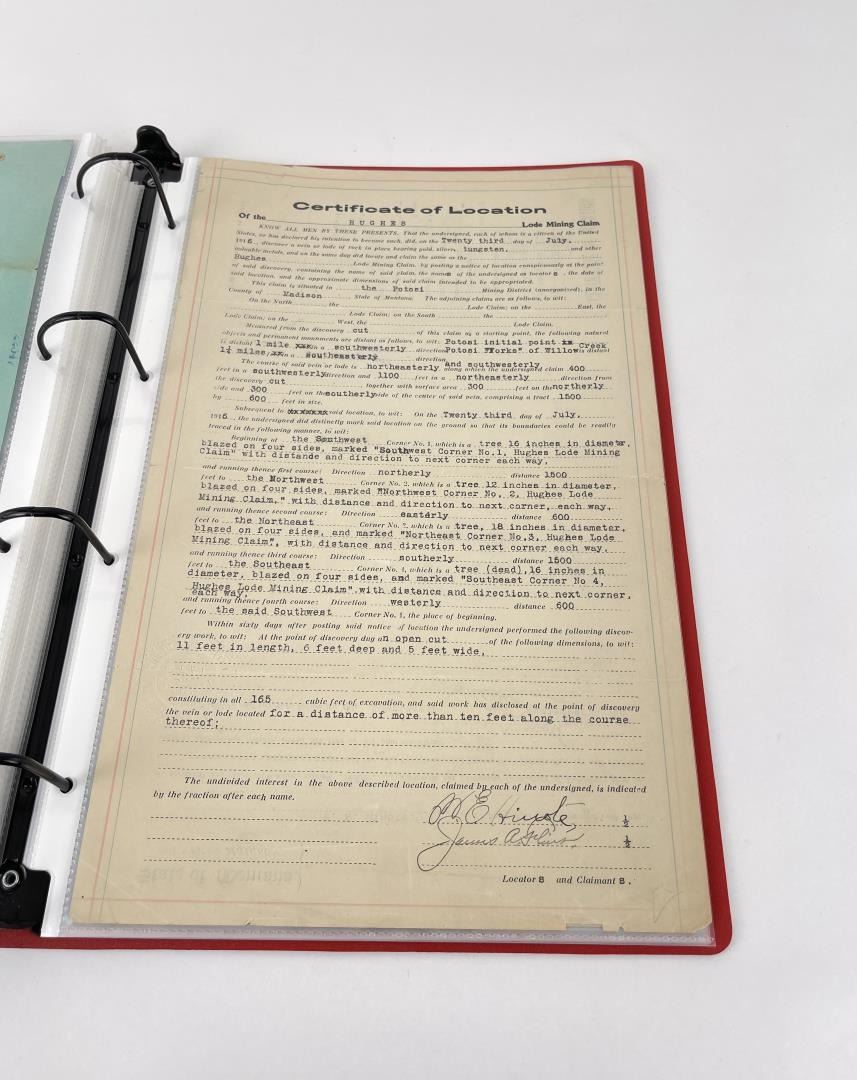 Certificate of Location
Of the HUGHES Lode Mining Claim
KNOW ALL MEN BY THESE PRESENTS, That the undersigned, each of whom is a citizen of the United
States, or has declared his intention to become such, did, on the Twenty third day of July,
1916, discover a vein or lode of rock in place bearing gold, silver, tungsten, and other
valuable metals, and on the same day did locate and claim the same as the
Hughes Lode Mining Claim, by posting a notice of location conspicuously at the point
of said discovery, containing the name of said claim, the names of the undersigned as locator s, the date of
said location, and the approximate dimensions of said claim intended to be appropriated.
This claim is situated in the Potosi Mining District (unorganized), in the
County of Madison State of Montana. The adjoining claims are as follows, to wit:
On the North the Lode Claim; on the East, the
Lode Claim; on the South the
Lode Claim, on the West, the Lode Claim.
Measured from the discovery cut of this claim as a starting point, the following natural
objects and permanent monuments are distant as follows, to wit: Potosi initial point
is distant 1 mile in a southwesterly direction Potosi "Forks" of Willow Creek is distant
1¼ miles in a Southeasterly direction and southwesterly
The course of said vein or lode is northeasterly along which the undersigned claim 400
feet in a southwesterly direction and 1100 feet in a northeasterly direction from
the discovery cut, together with surface area 300 feet on the northerly
side and 300 feet on the southerly side of the center of said vein, comprising a tract 1500
by 600 feet in size.
Subsequent to said location, to wit: On the Twenty third day of July,
1916, the undersigned did distinctly mark said location on the ground so that its boundaries could be readily
traced in the following manner, to wit:
Beginning at the Southwest Corner No. 1, which is a tree 16 inches in diameter,
blazed on four sides, marked "Southwest Corner No.1, Hughes Lode Mining
Claim" with distande and direction to next corner each way,
and running thence first course: Direction northerly distance 1500
feet to the Northwest Corner No. 2, which is a tree 12 inches in diameter,
blazed on four sides, marked "Northwest Corner No. 2, Hughes Lode
Mining Claim," with distance and direction to next corner, each way,
and running thence second course: Direction easterly distance 600
feet to the Northeast Corner No. 3, which is a tree, 18 inches in diameter,
blazed on four sides, and marked "Northeast Corner No.3, Hughes Lode
Mining Claim", with distance and direction to next corner each way,
and running thence third course: Direction southerly distance 1500
feet to the Southeast Corner No. 4, which is a tree (dead),16 inches in
diameter, blazed on four sides, and marked "Southeast Corner No 4,
Hughes Lode Mining Claim",with distance and direction to next corner,
each way,
and running thence fourth course: Direction westerly distance 600
feet to the said Southwest Corner No. 1, the place of beginning.
Within sixty days after posting said notice of location the undersigned performed the following discov-
ery work, to wit: At the point of discovery dug an open cut of the following dimensions, to wit:
11 feet in length, 6 feet deep and 5 feet wide,
constituting in all 165 cubic feet of excavation, and said work has disclosed at the point of discovery
the vein or lode located for a distance of more than ten feet along the course
thereof;
The undivided interest in the above described location, claimed by each of the undersigned, is indicated
by the fraction after each name.
½
James ½
Locator s and Claimant s.
State of Montana,